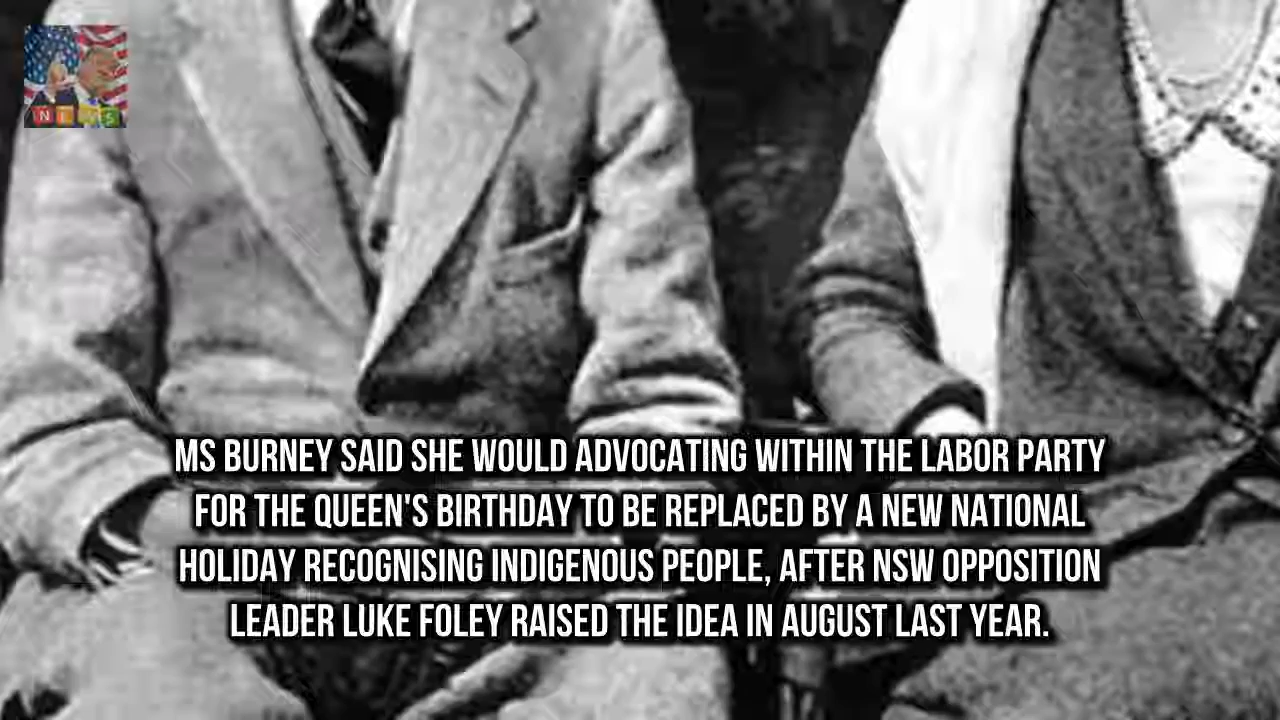 NEWS
MS BURNEY SAID SHE WOULD ADVOCATING WITHIN THE LABOR PARTY
FOR THE QUEEN'S BIRTHDAY TO BE REPLACED BY A NEW NATIONAL
HOLIDAY RECOGNISING INDIGENOUS PEOPLE, AFTER NSW OPPOSITION
LEADER LUKE FOLEY RAISED THE IDEA IN AUGUST LAST YEAR.